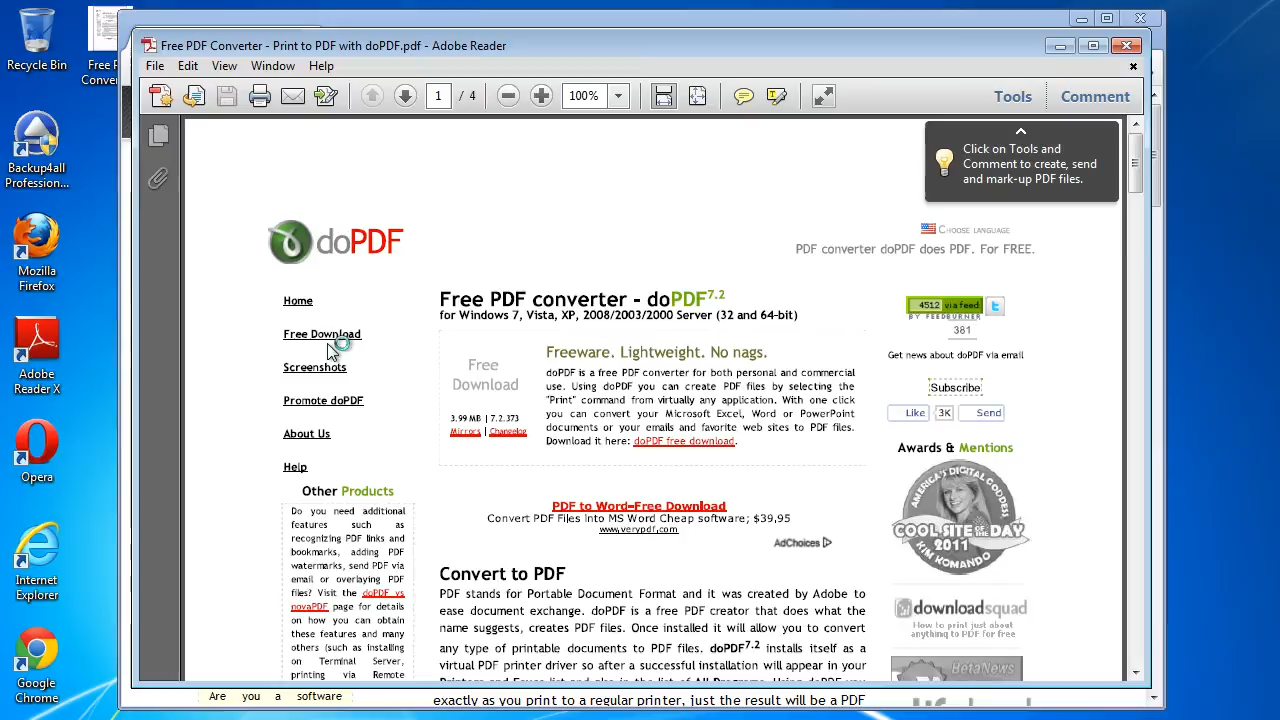 Recycle Bin
Free P
Conver
Backup4all
Profession...
Mozilla
Firefox
Adobe
Reader X
Opera
Internet
Explorer
Google
Chrome
Free PDF Converter - Print to PDF with doPDF.pdf - Adobe Reader
File Edit View Window Help
1 / 4
100%
Tools
Comment
Click on Tools and
Comment to create, send
and mark-up PDF files.
doPDF
CHOOSE LANGUAGE
PDF converter doPDF does PDF. For FREE.
Home
Free Download
Screenshots
Promote doPDF
About Us
Help
Other Products
Do you need additional
features such as
recognizing PDF links and
bookmarks, adding PDF
watermarks, send PDF via
email or overlaying PDF
files? Visit the doPDF vs
novaPDF page for details
on how you can obtain
these features and many
others (such as installing
on Terminal Server,
printing via Remote
Free PDF converter - doPDF7.2
for Windows 7, Vista, XP, 2008/2003/2000 Server (32 and 64-bit)
Free
Download
3.99 MB | 7.2.373
Mirrors | Changelog
Freeware. Lightweight. No nags.
doPDF is a free PDF converter for both personal and commercial
use. Using doPDF you can create PDF files by selecting the
"Print" command from virtually any application. With one click
you can convert your Microsoft Excel, Word or PowerPoint
documents or your emails and favorite web sites to PDF files.
Download it here: doPDF free download.
PDF to Word-Free Download
Convert PDF Files into MS Word Cheap software; $39,95
www.verypdf.com
AdChoices
Convert to PDF
PDF stands for Portable Document Format and it was created by Adobe to
ease document exchange. doPDF is a free PDF creator that does what the
name suggests, creates PDF files. Once installed it will allow you to convert
any type of printable documents to PDF files. doPDF7.2 installs itself as a
virtual PDF printer driver so after a successful installation will appear in your
Printers and Faxes list and also in the list of All Programs. Using doPDF you
4512 via feed
BY FEEDBURNER
381
Get news about doPDF via email
Subscribe
Like 3K Send
Awards & Mentions
AMERICA'S DIGITAL GODDESS
COOL SITE OF THE DAY
2011
KIM KOMANDO
downloadsquad
How to print just about
anything to PDF for free
BetaNews
Are you a software
exactly as you print to a regular printer, just the result will be a PDF